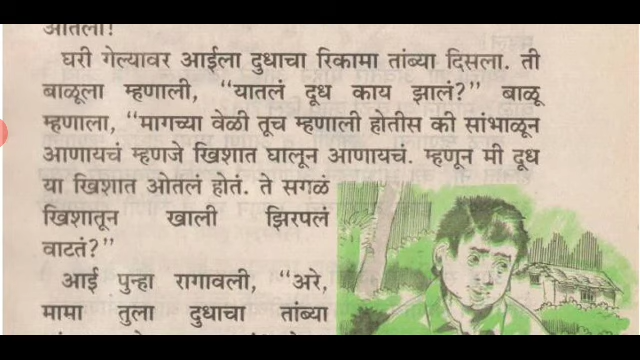 ओतला!
घरी गेल्यावर आईला दुधाचा रिकामा तांब्या दिसला. ती
बाळूला म्हणाली, “यातलं दूध काय झालं?” बाळू
म्हणाला, “मागच्या वेळी तूच म्हणाली होतीस की सांभाळून
आणायचं म्हणजे खिशात घालून आणायचं. म्हणून मी दूध
या खिशात ओतलं होतं. ते सगळं
खिशातून खाली झिरपलं
वाटतं?”
आई पुन्हा रागावली, “अरे,
मामा तुला दुधाचा तांब्या